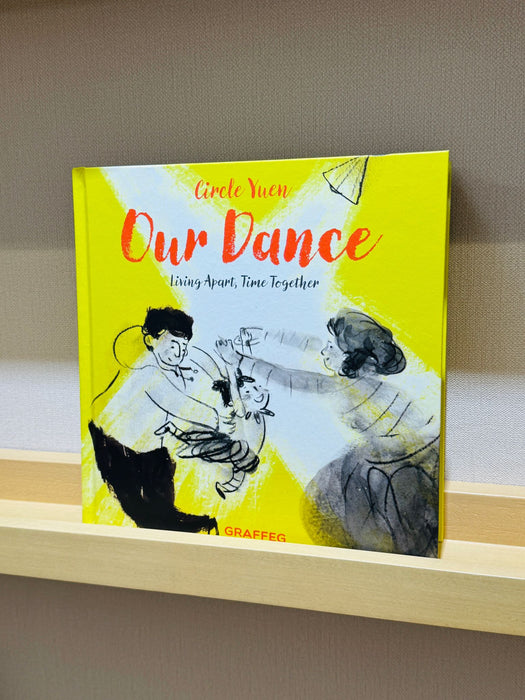 Circle Yuen
Our Dance
Living Apart, Time Together
GRAFFEG